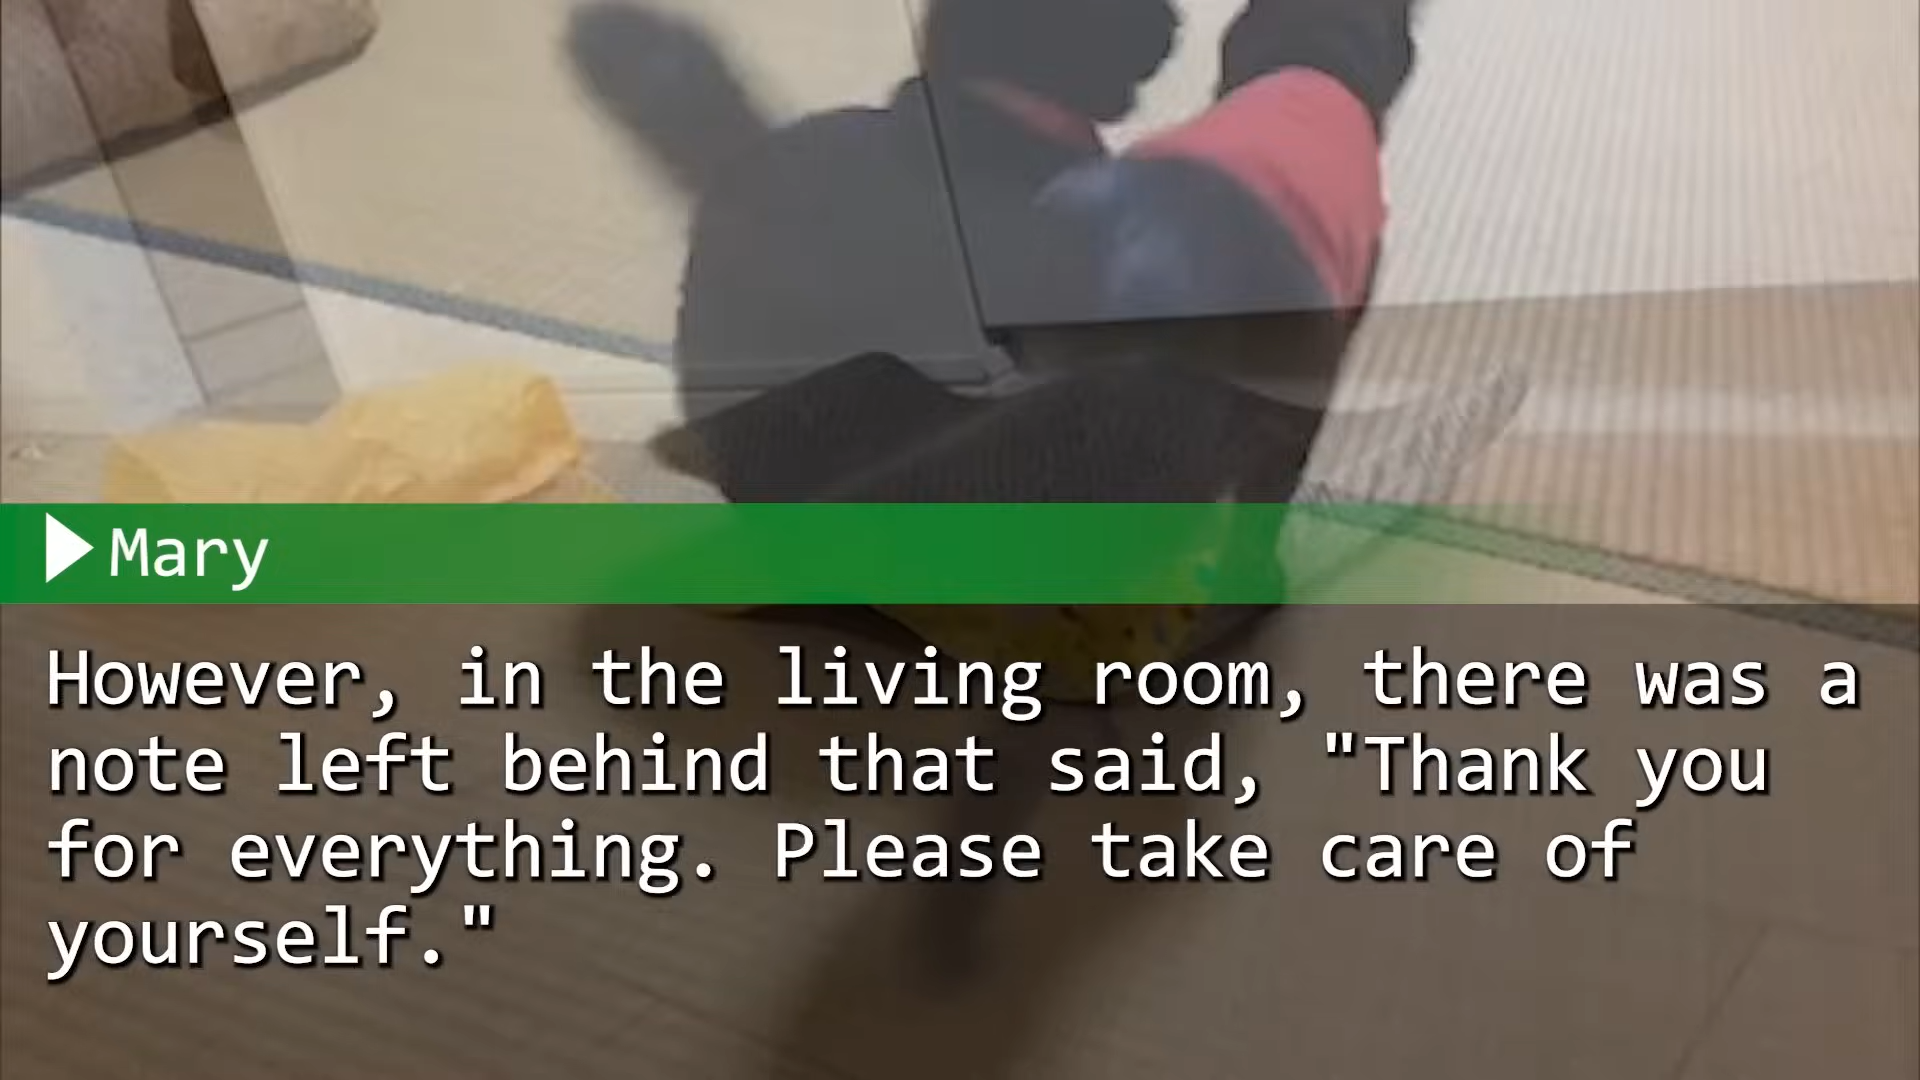 Mary
However, in the living room, there was a
note left behind that said, "Thank you
for everything. Please take care of
yourself."